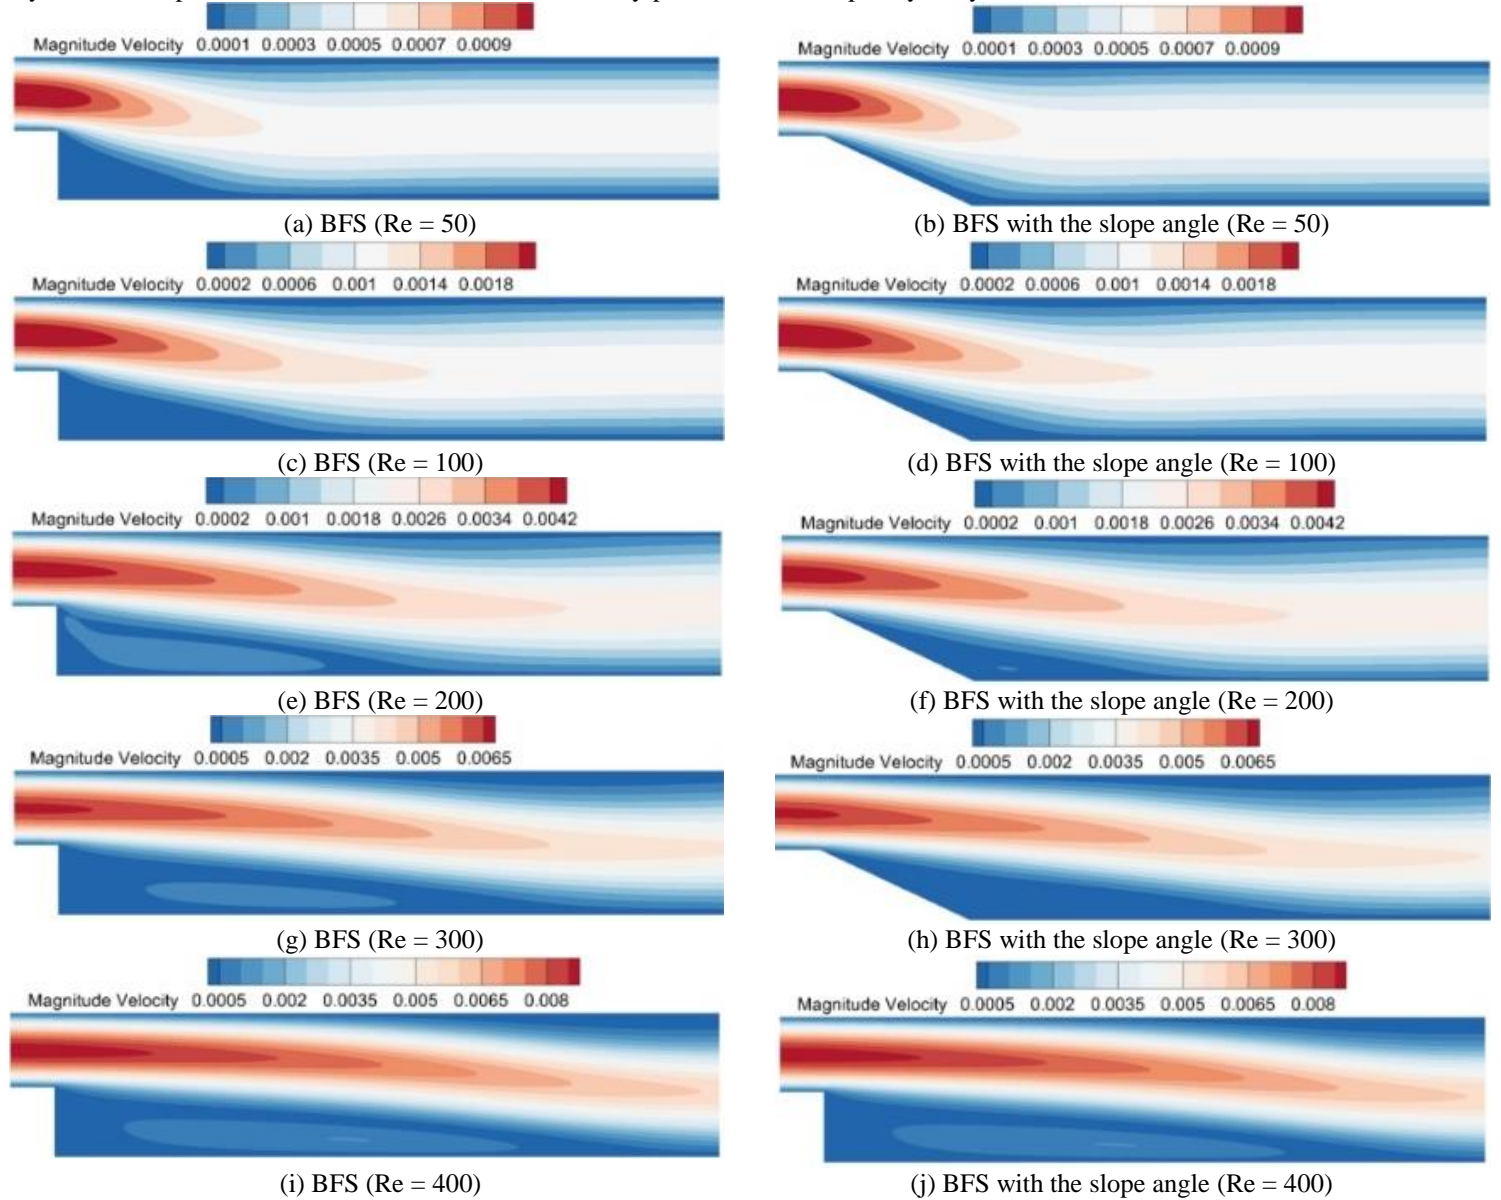 Magnitude Velocity 0.0001 0.0003 0.0005 0.0007 0.0009
Magnitude Velocity 0.0001 0.0003 0.0005 0.0007 0.0009
(a) BFS (Re = 50)
(b) BFS with the slope angle (Re = 50)
Magnitude Velocity 0.0002 0.0006 0.001 0.0014 0.0018
Magnitude Velocity 0.0002 0.0006 0.001 0.0014 0.0018
(c) BFS (Re = 100)
(d) BFS with the slope angle (Re = 100)
Magnitude Velocity 0.0002 0.001 0.0018 0.0026 0.0034 0.0042
Magnitude Velocity 0.0002 0.001 0.0018 0.0026 0.0034 0.0042
(e) BFS (Re = 200)
(f) BFS with the slope angle (Re = 200)
Magnitude Velocity 0.0005 0.002 0.0035 0.005 0.0065
Magnitude Velocity 0.0005 0.002 0.0035 0.005 0.0065
(g) BFS (Re = 300)
(h) BFS with the slope angle (Re = 300)
Magnitude Velocity 0.0005 0.002 0.0035 0.005 0.0065 0.008
Magnitude Velocity 0.0005 0.002 0.0035 0.005 0.0065 0.008
(i) BFS (Re = 400)
(j) BFS with the slope angle (Re = 400)